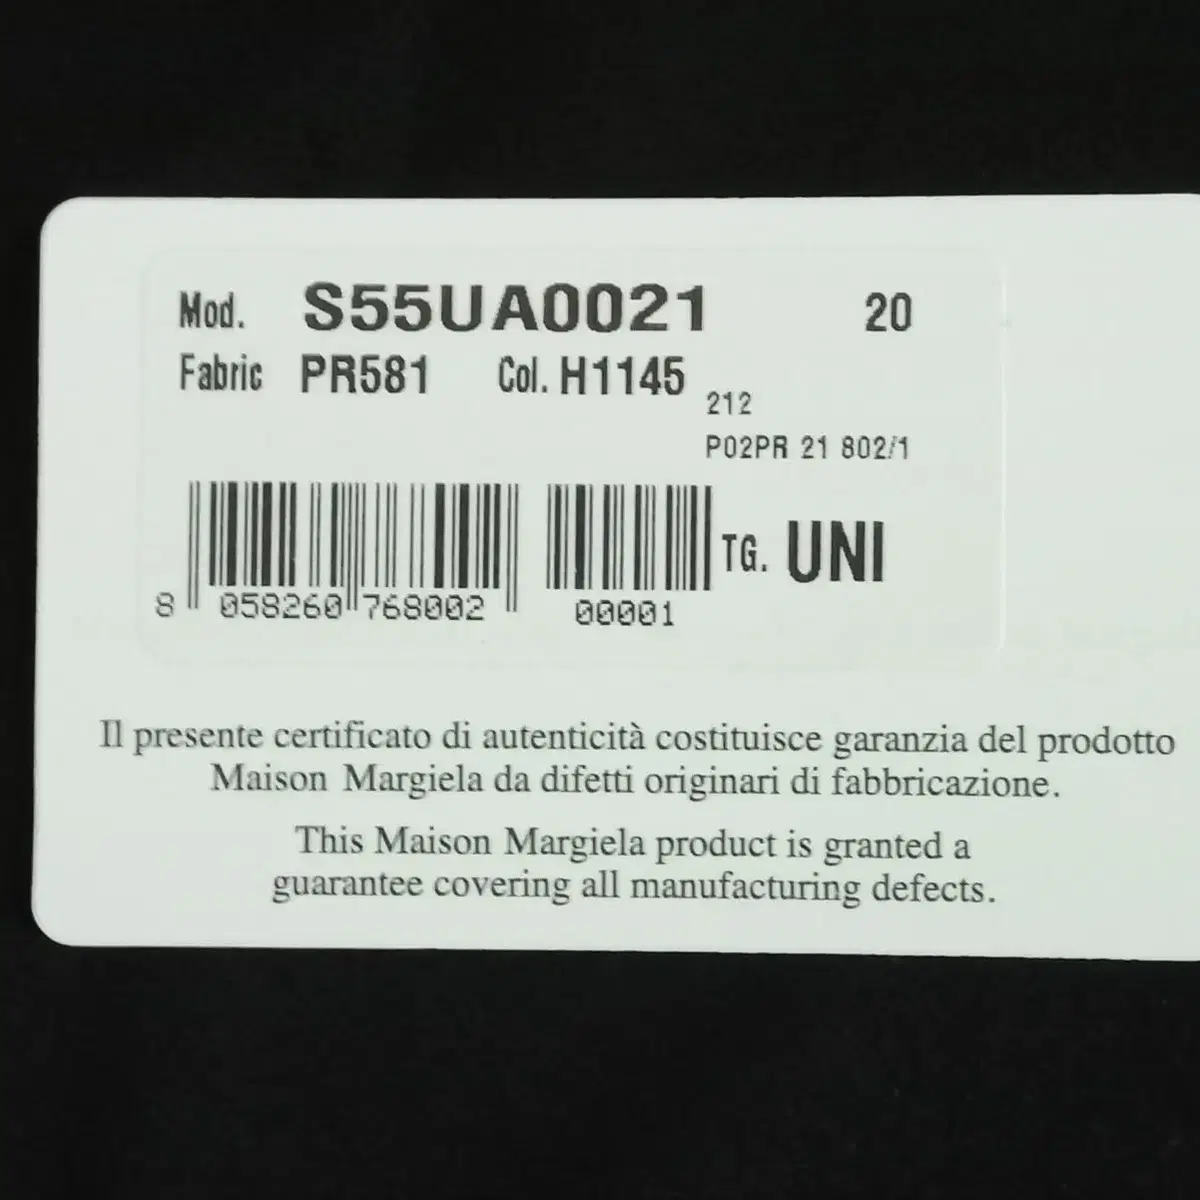 Mod. S55UA0021 20
Fabric PR581 Col. H1145
212
P02PR 21 802/1
TG. UNI
8 058260 768002 00001
Il presente certificato di autenticità costituisce garanzia del prodotto
Maison Margiela da difetti originari di fabbricazione.
This Maison Margiela product is granted a
guarantee covering all manufacturing defects.